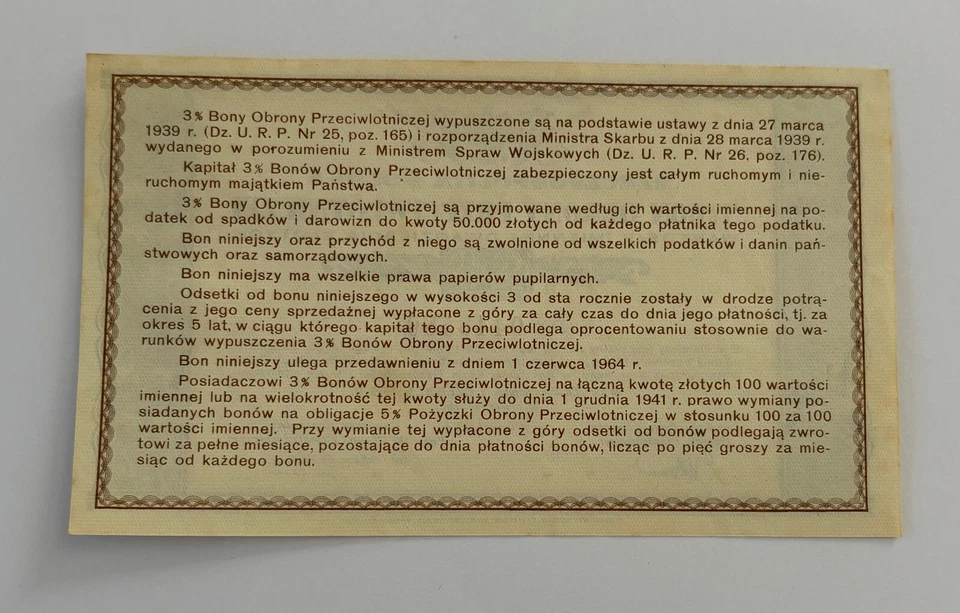 3% Bony Obrony Przeciwlotniczej wypuszczone są na podstawie ustawy z dnia 27 marca
1939 r. (Dz. U. R. P. Nr 25, poz. 165) i rozporządzenia Ministra Skarbu z dnia 28 marca 1939 r.
wydanego w porozumieniu z Ministrem Spraw Wojskowych (Dz. U. R. P. Nr 26, poz. 176).
Kapitał 3% Bonów Obrony Przeciwlotniczej zabezpieczony jest całym ruchomym i nie-
ruchomym majątkiem Państwa.
3% Bony Obrony Przeciwlotniczej są przyjmowane według ich wartości imiennej na po-
datek od spadków i darowizn do kwoty 50.000 złotych od każdego płatnika tego podatku.
Bon niniejszy oraz przychód z niego są zwolnione od wszelkich podatków i danin pań-
stwowych oraz samorządowych.
Bon niniejszy ma wszelkie prawa papierów pupilarnych.
Odsetki od bonu niniejszego w wysokości 3 od sta rocznie zostały w drodze potrą-
cenia z jego ceny sprzedażnej wypłacone z góry za cały czas do dnia jego płatności, tj. za
okres 5 lat, w ciągu którego kapitał tego bonu podlega oprocentowaniu stosownie do wa-
runków wypuszczenia 3% Bonów Obrony Przeciwlotniczej.
Bon niniejszy ulega przedawnieniu z dniem 1 czerwca 1964 r.
Posiadaczowi 3% Bonów Obrony Przeciwlotniczej na łączną kwotę złotych 100 wartości
imiennej lub na wielokrotność tej kwoty służy do dnia 1 grudnia 1941 r. prawo wymiany po-
siadanych bonów na obligacje 5% Pożyczki Obrony Przeciwlotniczej w stosunku 100 za 100
wartości imiennej. Przy wymianie tej wypłacone z góry odsetki od bonów podlegają zwro-
towi za pełne miesiące, pozostające do dnia płatności bonów, licząc po pięć groszy za mie-
siąc od każdego bonu.